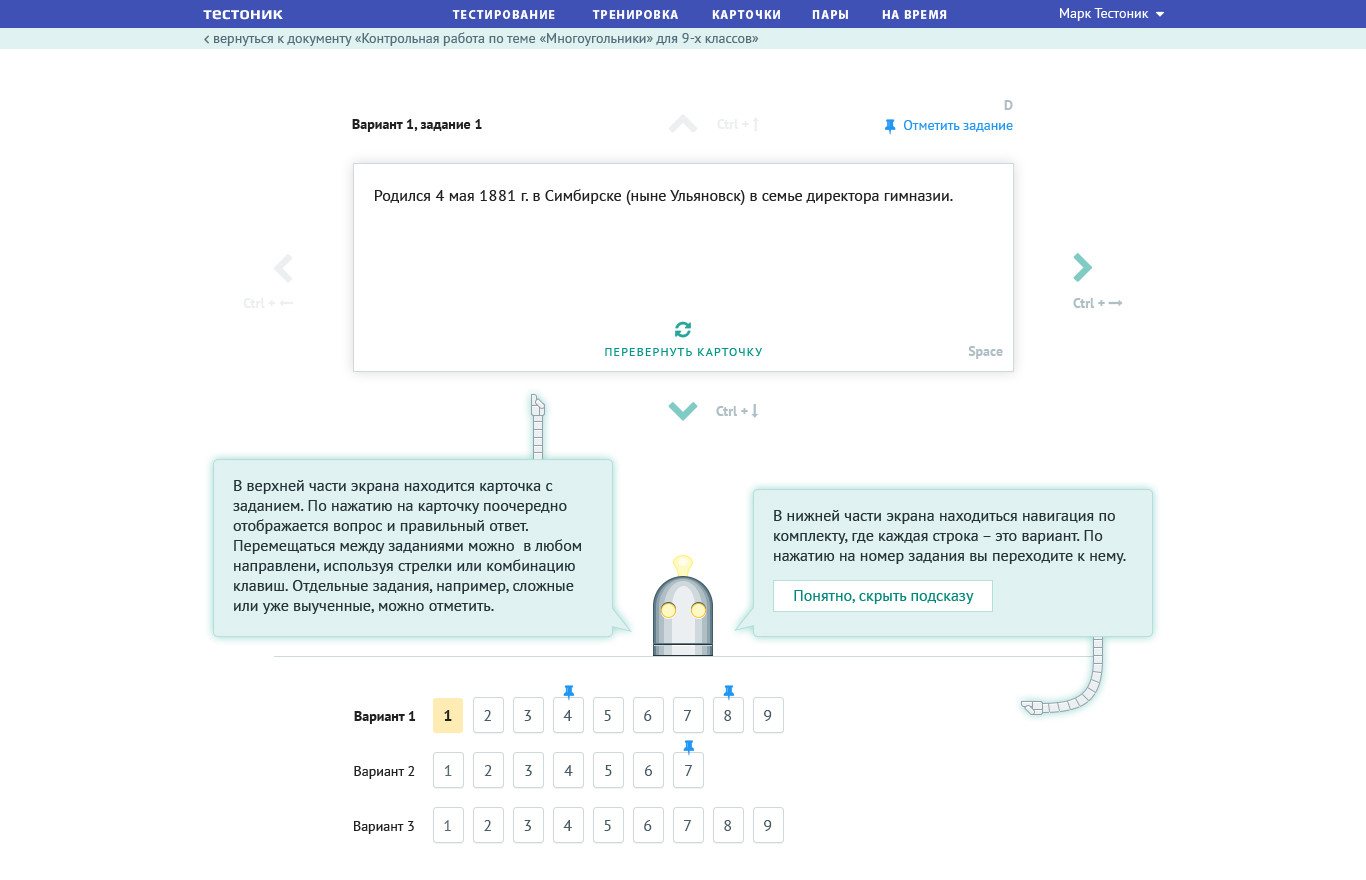 тестоник ТЕСТИРОВАНИЕ ТРЕНИРОВКА КАРТОЧКИ ПАРЫ НА ВРЕМЯ Марк Тестоник
‹ вернуться к документу «Контрольная работа по теме «Многоугольники» для 9-х классов»
D
Вариант 1, задание 1 Ctrl + ↑ Отметить задание
Родился 4 мая 1881 г. в Симбирске (ныне Ульяновск) в семье директора гимназии.
Ctrl + ← Ctrl + →
ПЕРЕВЕРНУТЬ КАРТОЧКУ Space
Ctrl + ↓
В верхней части экрана находится карточка с
заданием. По нажатию на карточку поочередно
отображается вопрос и правильный ответ.
Перемещаться между заданиями можно в любом
направлени, используя стрелки или комбинацию
клавиш. Отдельные задания, например, сложные
или уже выученные, можно отметить.
В нижней части экрана находиться навигация по
комплекту, где каждая строка – это вариант. По
нажатию на номер задания вы переходите к нему.
Понятно, скрыть подсказу
Вариант 1 1 2 3 4 5 6 7 8 9
Вариант 2 1 2 3 4 5 6 7
Вариант 3 1 2 3 4 5 6 7 8 9